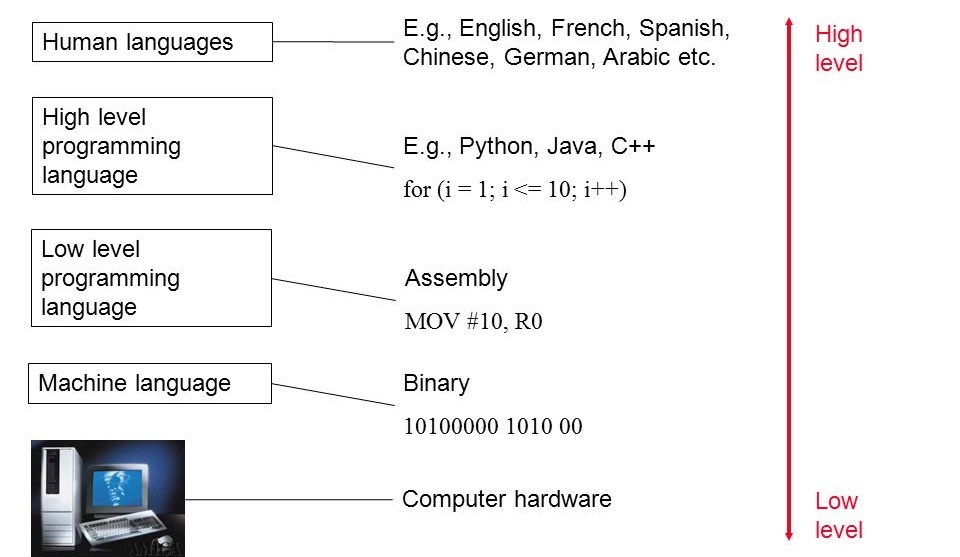 Human languages
E.g., English, French, Spanish,
Chinese, German, Arabic etc.
High
level
High level
programming
language
E.g., Python, Java, C++
for (i = 1; i <= 10; i++)
Low level
programming
language
Assembly
MOV #10, R0
Machine language
Binary
10100000 1010 00
Computer hardware
Low
level